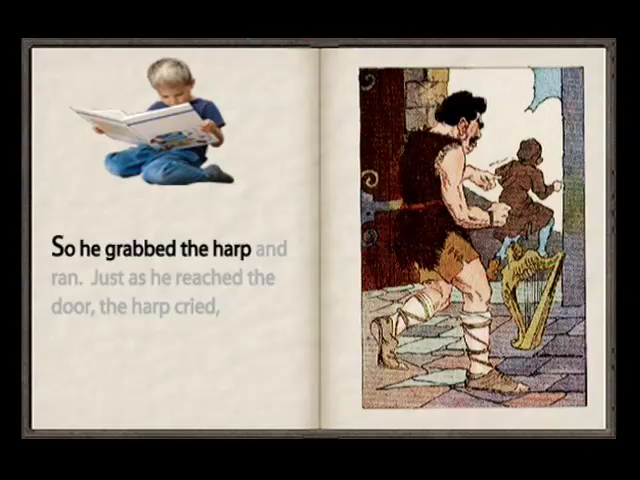 So he grabbed the harp and
ran. Just as he reached the
door, the harp cried,